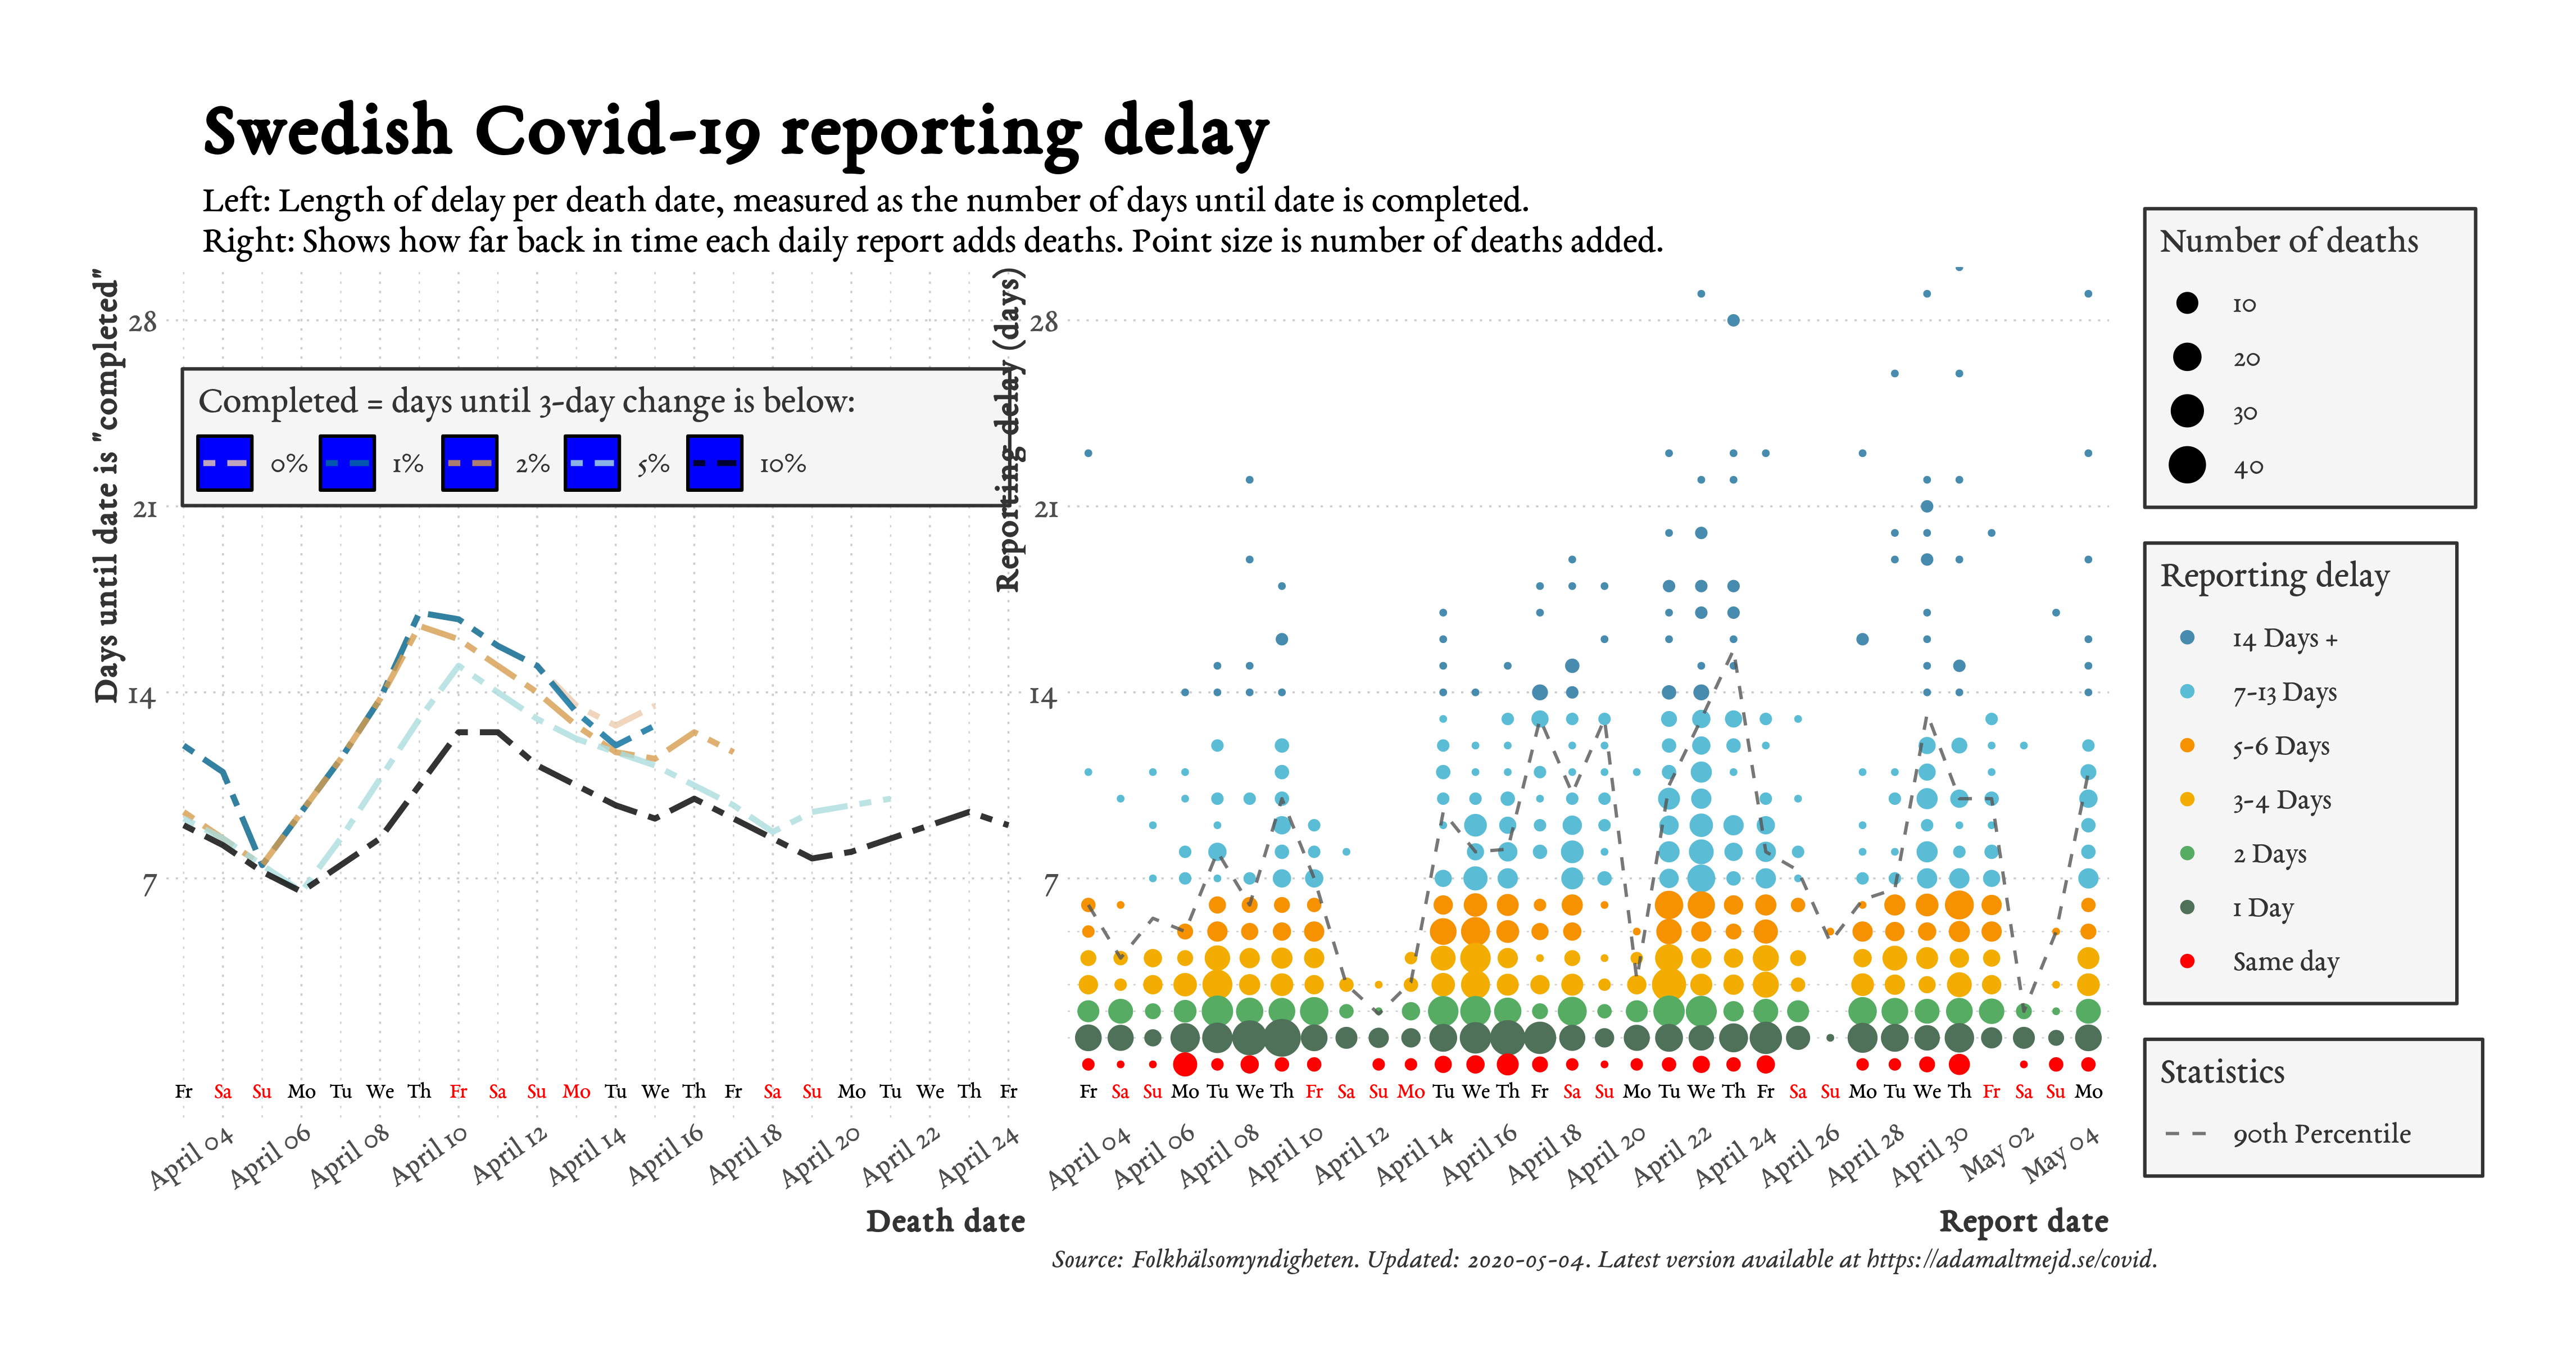 Swedish Covid-19 reporting delay
Left: Length of delay per death date, measured as the number of days until date is completed.
Right: Shows how far back in time each daily report adds deaths. Point size is number of deaths added.
Days until date is "completed"
28
21
14
7
Completed = days until 3-day change is below:
0% 1% 2% 5% 10%
Fr Sa Su Mo Tu We Th Fr Sa Su Mo Tu We Th Fr Sa Su Mo Tu We Th Fr
April 04 April 06 April 08 April 10 April 12 April 14 April 16 April 18 April 20 April 22 April 24
Death date
Reporting delay (days)
28
21
14
7
Fr Sa Su Mo Tu We Th Fr Sa Su Mo Tu We Th Fr Sa Su Mo Tu We Th Fr Sa Su Mo Tu We Th Fr Sa Su Mo
April 04 April 06 April 08 April 10 April 12 April 14 April 16 April 18 April 20 April 22 April 24 April 26 April 28 April 30 May 02 May 04
Report date
Number of deaths
10
20
30
40
Reporting delay
14 Days +
7-13 Days
5-6 Days
3-4 Days
2 Days
1 Day
Same day
Statistics
90th Percentile
Source: Folkhälsomyndigheten. Updated: 2020-05-04. Latest version available at https://adamaltmejd.se/covid.